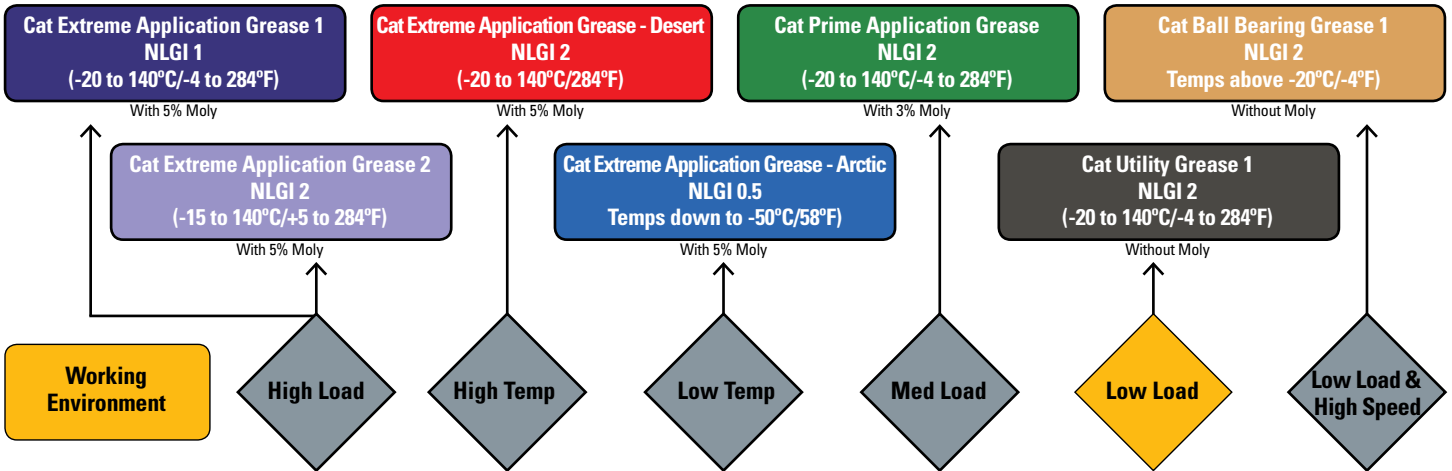 Cat Extreme Application Grease 1
NLGI 1
(-20 to 140ºC/-4 to 284ºF)
With 5% Moly
Cat Extreme Application Grease - Desert
NLGI 2
(-20 to 140ºC/284ºF)
With 5% Moly
Cat Prime Application Grease
NLGI 2
(-20 to 140ºC/-4 to 284ºF)
With 3% Moly
Cat Ball Bearing Grease 1
NLGI 2
Temps above -20ºC/-4ºF)
Without Moly
Cat Extreme Application Grease 2
NLGI 2
(-15 to 140ºC/+5 to 284ºF)
With 5% Moly
Cat Extreme Application Grease - Arctic
NLGI 0.5
Temps down to -50ºC/58ºF)
With 5% Moly
Cat Utility Grease 1
NLGI 2
(-20 to 140ºC/-4 to 284ºF)
Without Moly
Working
Environment
High Load
High Temp
Low Temp
Med Load
Low Load
Low Load &
High Speed